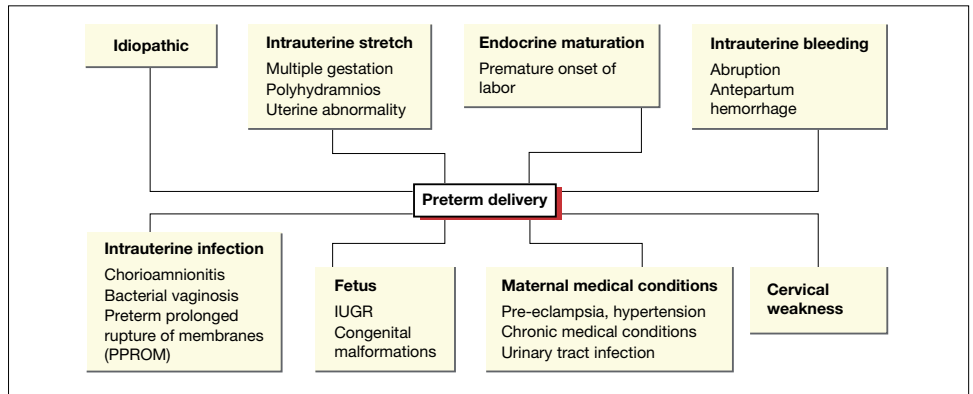 Idiopathic
Intrauterine stretch
Multiple gestation
Polyhydramnios
Uterine abnormality
Endocrine maturation
Premature onset of
labor
Intrauterine bleeding
Abruption
Antepartum
hemorrhage
Preterm delivery
Intrauterine infection
Chorioamnionitis
Bacterial vaginosis
Preterm prolonged
rupture of membranes
(PPROM)
Fetus
IUGR
Congenital
malformations
Maternal medical conditions
Pre-eclampsia, hypertension
Chronic medical conditions
Urinary tract infection
Cervical
weakness